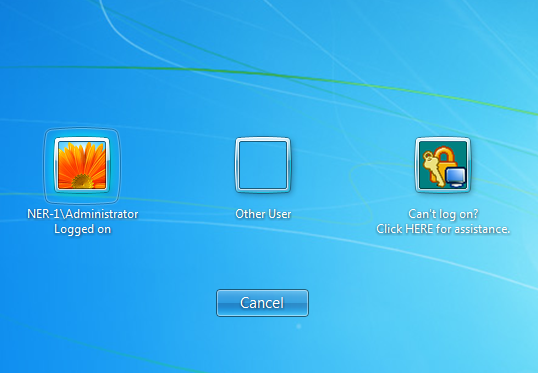 NER-1\Administrator
Logged on
Other User
Can't log on?
Click HERE for assistance.
Cancel